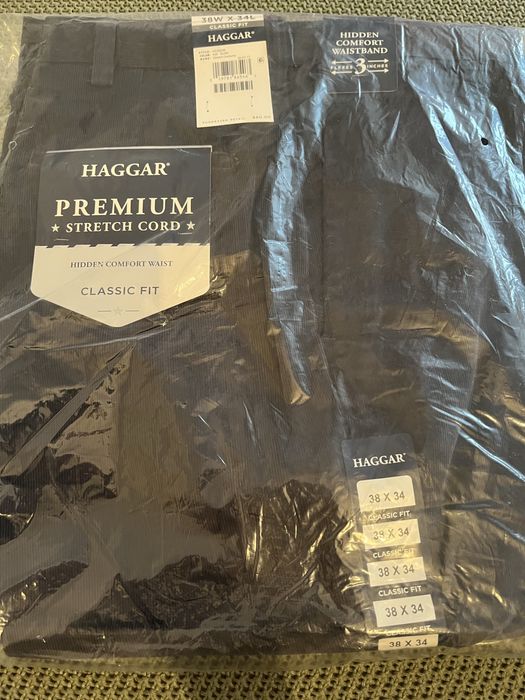 38W X 34L
CLASSIC FIT
HAGGAR®
HIDDEN
COMFORT
WAISTBAND
FLEXES 3 INCHES
HAGGAR®
PREMIUM
★ STRETCH CORD ★
HIDDEN COMFORT WAIST
CLASSIC FIT
HAGGAR®
38 X 34
CLASSIC FIT
38 X 34
CLASSIC FIT
38 X 34
CLASSIC FIT
38 X 34
CLASSIC FIT
38 X 34